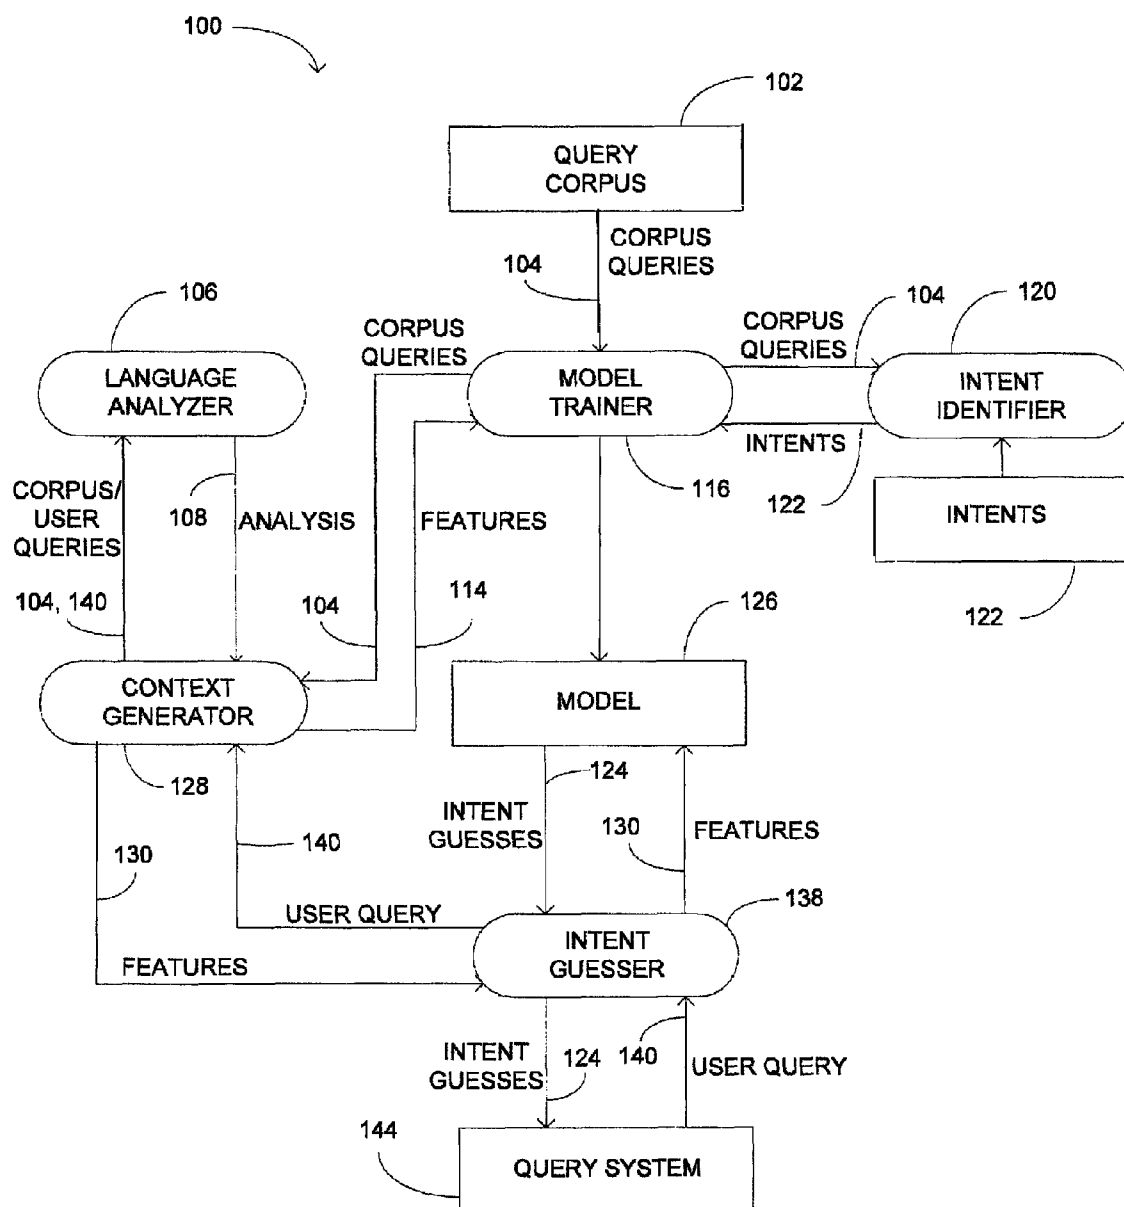 100
102
QUERY
CORPUS
CORPUS
QUERIES
104
106
104
120
CORPUS
QUERIES
CORPUS
QUERIES
LANGUAGE
ANALYZER
MODEL
TRAINER
INTENT
IDENTIFIER
INTENTS
116
122
INTENTS
CORPUS/
USER
QUERIES
108
ANALYSIS
FEATURES
104, 140
104
114
126
122
CONTEXT
GENERATOR
MODEL
128
124
INTENT
GUESSES
130
FEATURES
130
140
138
USER QUERY
INTENT
GUESSER
FEATURES
INTENT
GUESSES
124
140
USER QUERY
144
QUERY SYSTEM